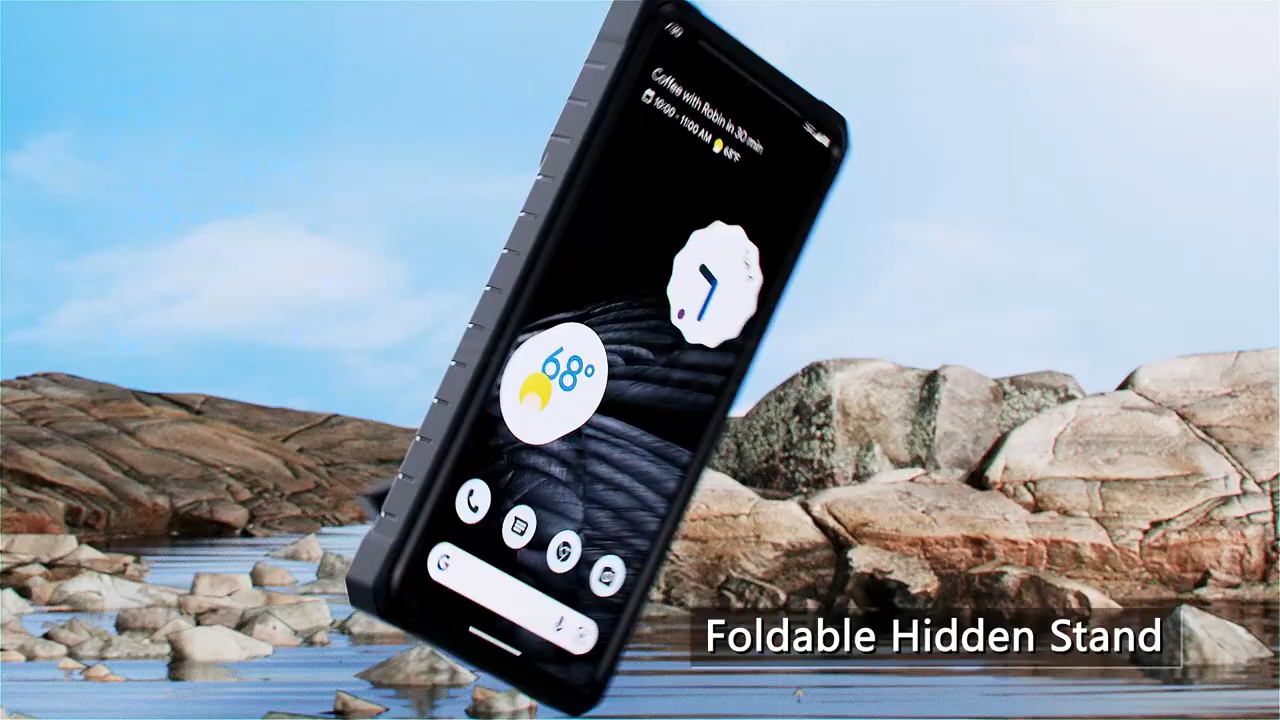 Coffee with Robin in 30 min
10:00 - 11:00 AM 68°F
68°
G
Foldable Hidden Stand